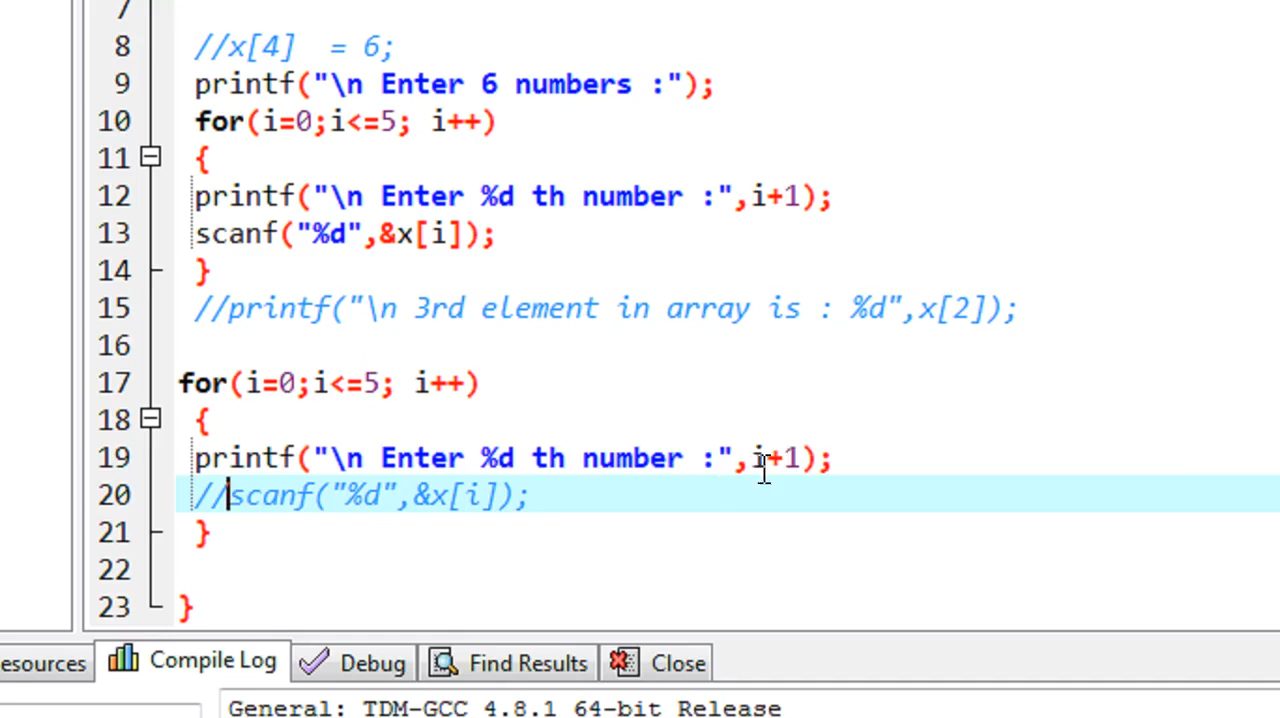 7
8 //x[4]  = 6;
9 printf("\n Enter 6 numbers :");
10 for(i=0;i<=5; i++)
11 {
12 printf("\n Enter %d th number :",i+1);
13 scanf("%d",&x[i]);
14 }
15 //printf("\n 3rd element in array is : %d",x[2]);
16
17 for(i=0;i<=5; i++)
18 {
19 printf("\n Enter %d th number :",i+1);
20 //scanf("%d",&x[i]);
21 }
22
23 }
esources Compile Log Debug Find Results Close
General: TDM-GCC 4.8.1 64-bit Release